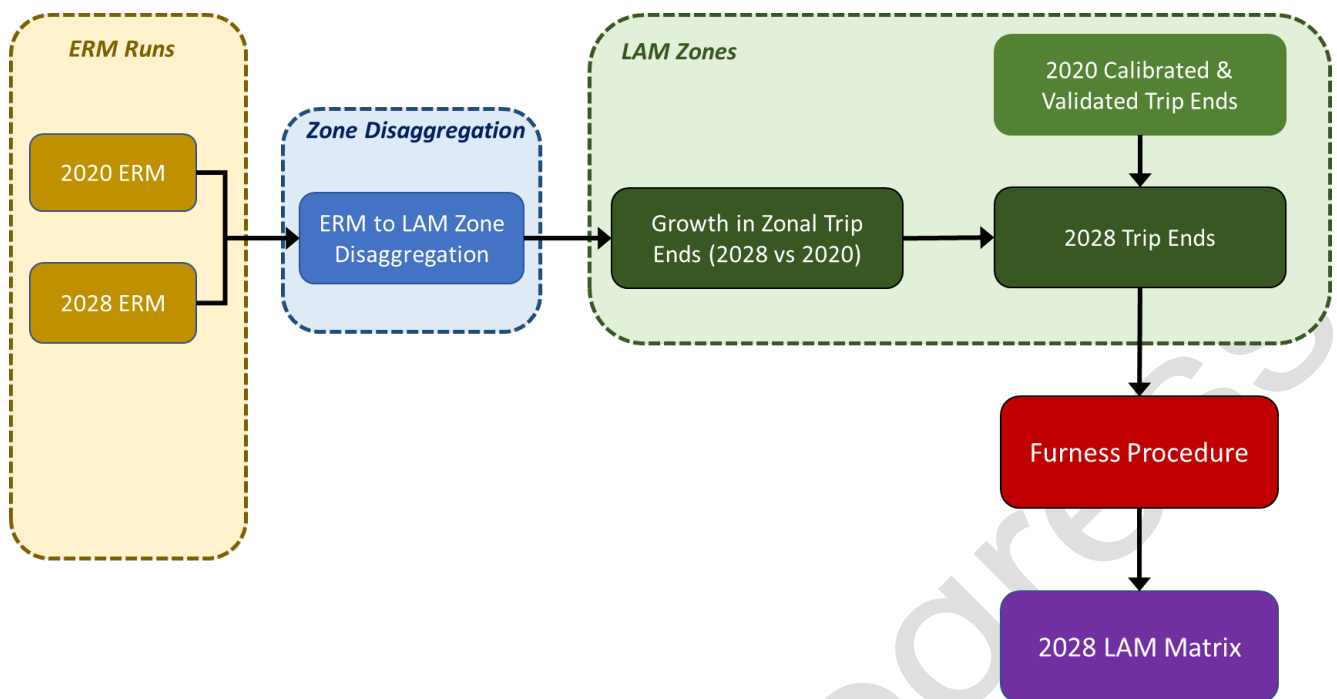 ERM Runs
2020 ERM
2028 ERM
Zone Disaggregation
ERM to LAM Zone
Disaggregation
LAM Zones
2020 Calibrated &
Validated Trip Ends
Growth in Zonal Trip
Ends (2028 vs 2020)
2028 Trip Ends
Furness Procedure
2028 LAM Matrix